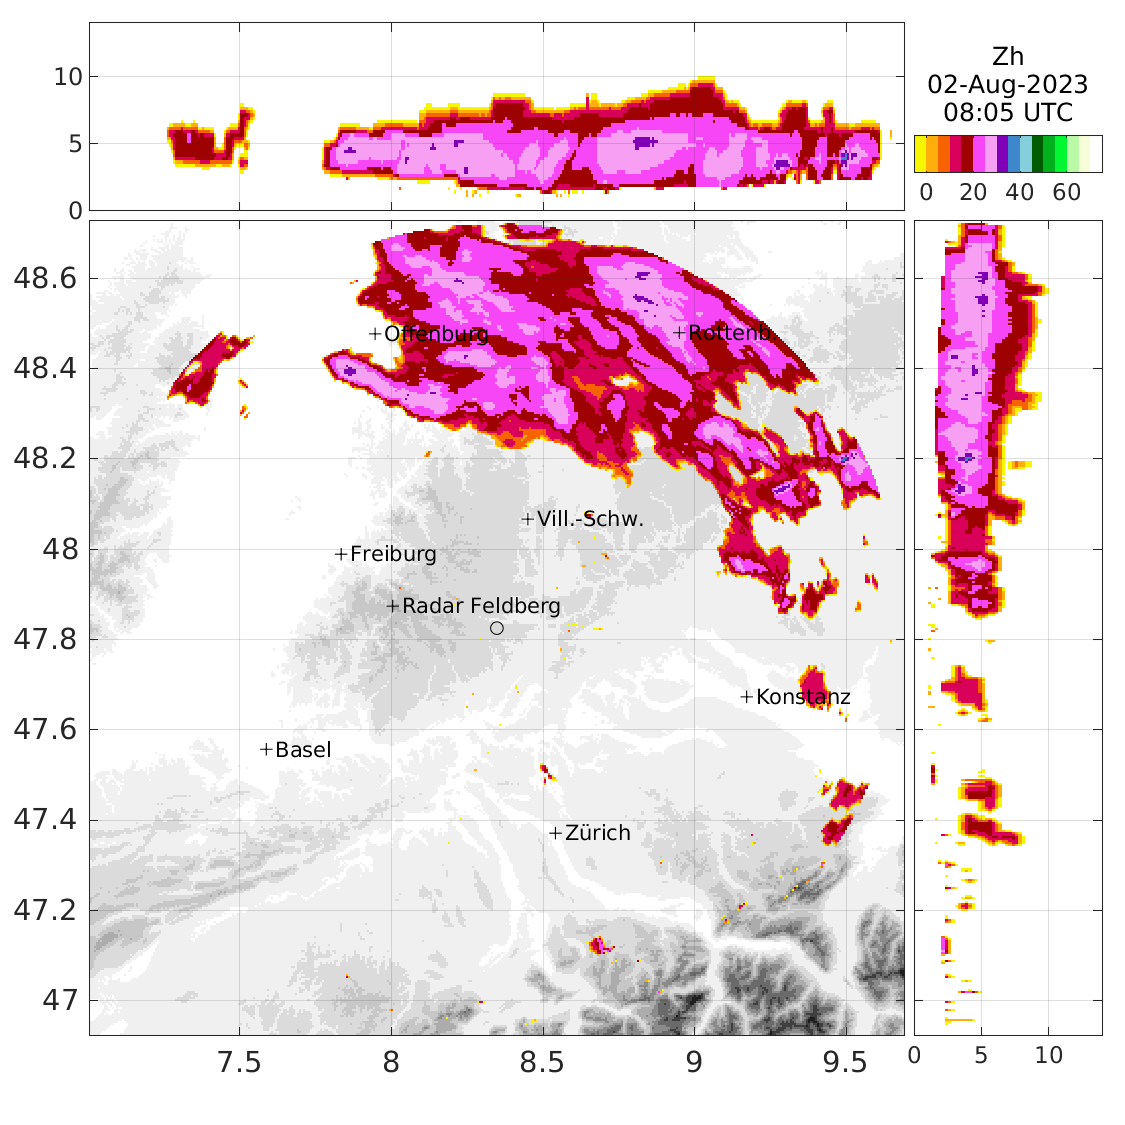 10
5
0
Zh
02-Aug-2023
08:05 UTC
0 20 40 60
48.6
48.4
48.2
48
47.8
47.6
47.4
47.2
47
+Offenburg
+Rottenb.
+Vill.-Schw.
+Freiburg
+Radar Feldberg
+Konstanz
+Basel
+Zürich
7.5 8 8.5 9 9.5
0 5 10